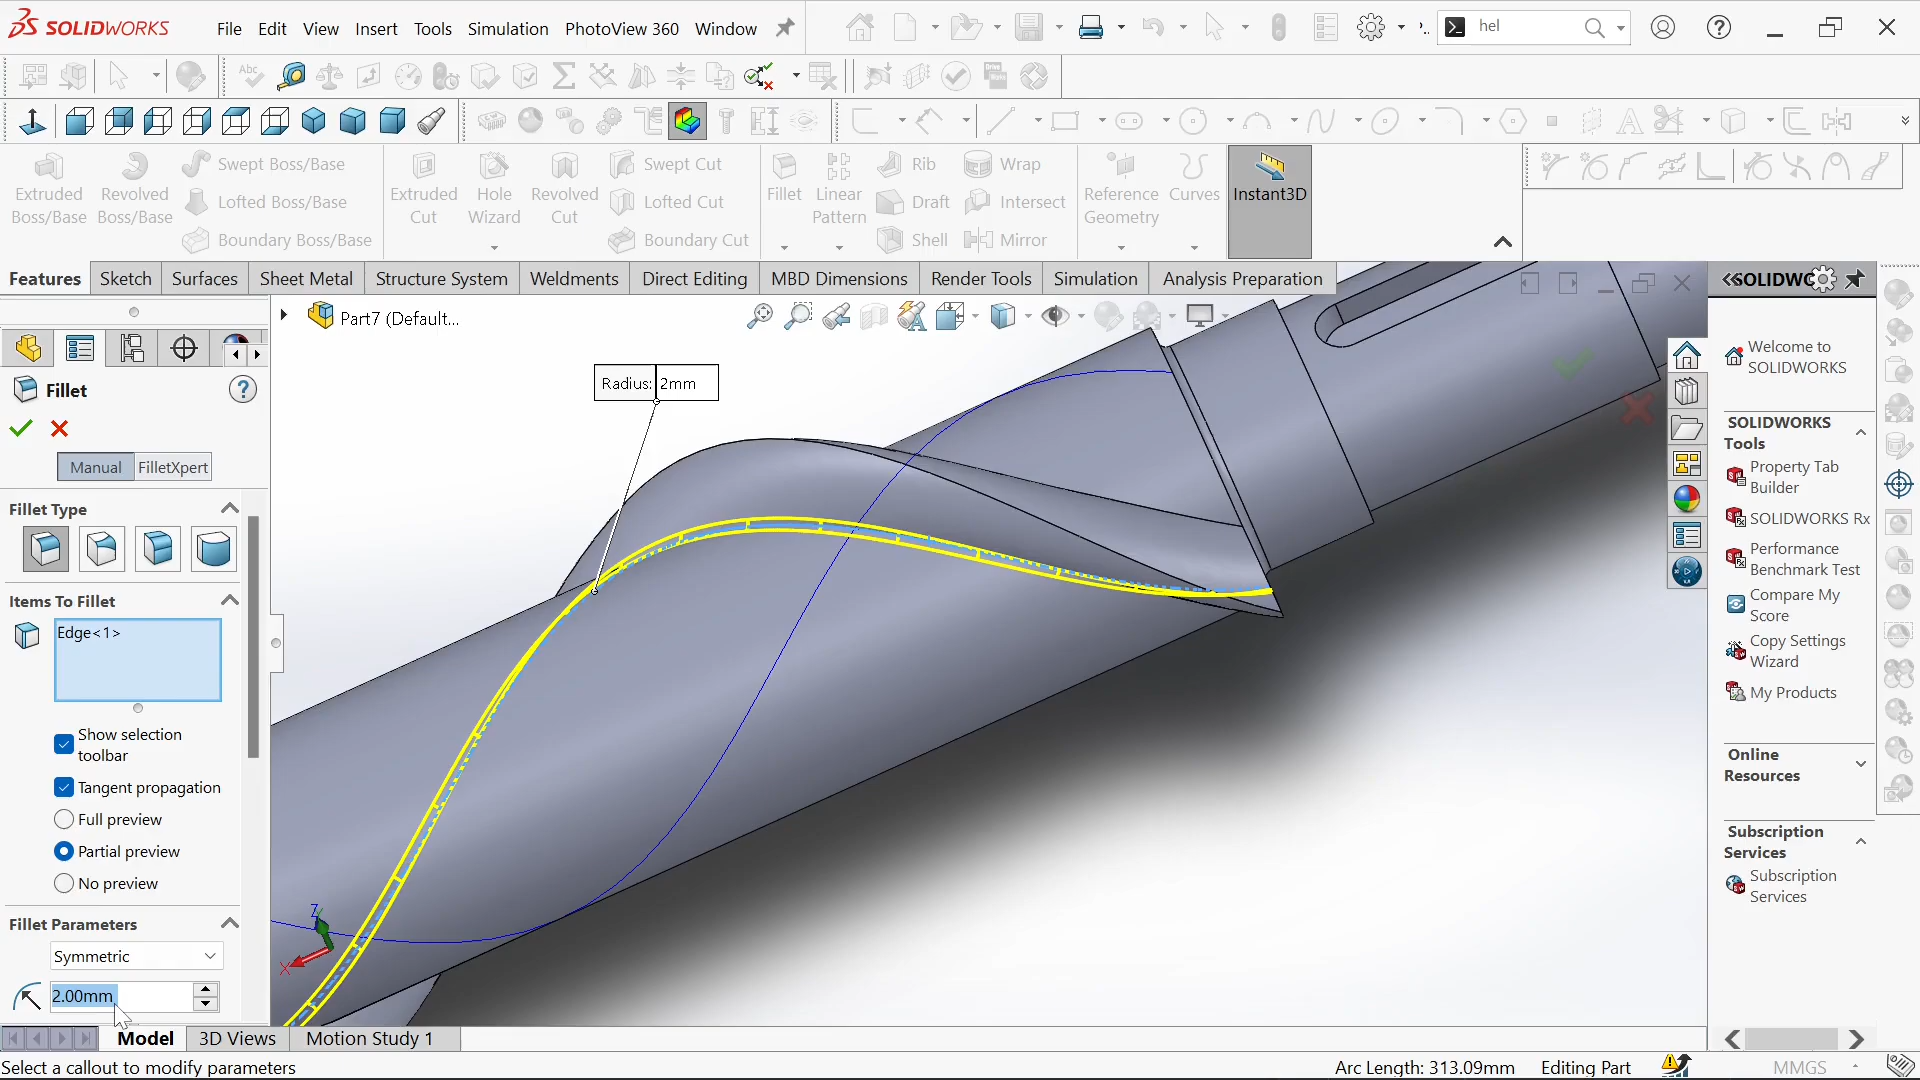 SOLIDWORKS File Edit View Insert Tools Simulation PhotoView 360 Window hel
Abc
Extruded Boss/Base
Revolved Boss/Base
Swept Boss/Base
Lofted Boss/Base
Boundary Boss/Base
Extruded Cut
Hole Wizard
Revolved Cut
Swept Cut
Lofted Cut
Boundary Cut
Fillet
Linear Pattern
Rib
Draft
Shell
Wrap
Intersect
Mirror
Reference Geometry
Curves
Instant3D
Features Sketch Surfaces Sheet Metal Structure System Weldments Direct Editing MBD Dimensions Render Tools Simulation Analysis Preparation
Part7 (Default...
Fillet
Manual FilletXpert
Fillet Type
Items To Fillet
Edge<1>
Show selection
toolbar
Tangent propagation
Full preview
Partial preview
No preview
Fillet Parameters
Symmetric
2.00mm
Radius: 2mm
Z
X
SOLIDWO
Welcome to
SOLIDWORKS
SOLIDWORKS
Tools
Property Tab
Builder
SOLIDWORKS Rx
Performance
Benchmark Test
Compare My
Score
Copy Settings
Wizard
My Products
Online
Resources
Subscription
Services
Subscription
Services
Model 3D Views Motion Study 1
Select a callout to modify parameters Arc Length: 313.09mm Editing Part MMGS